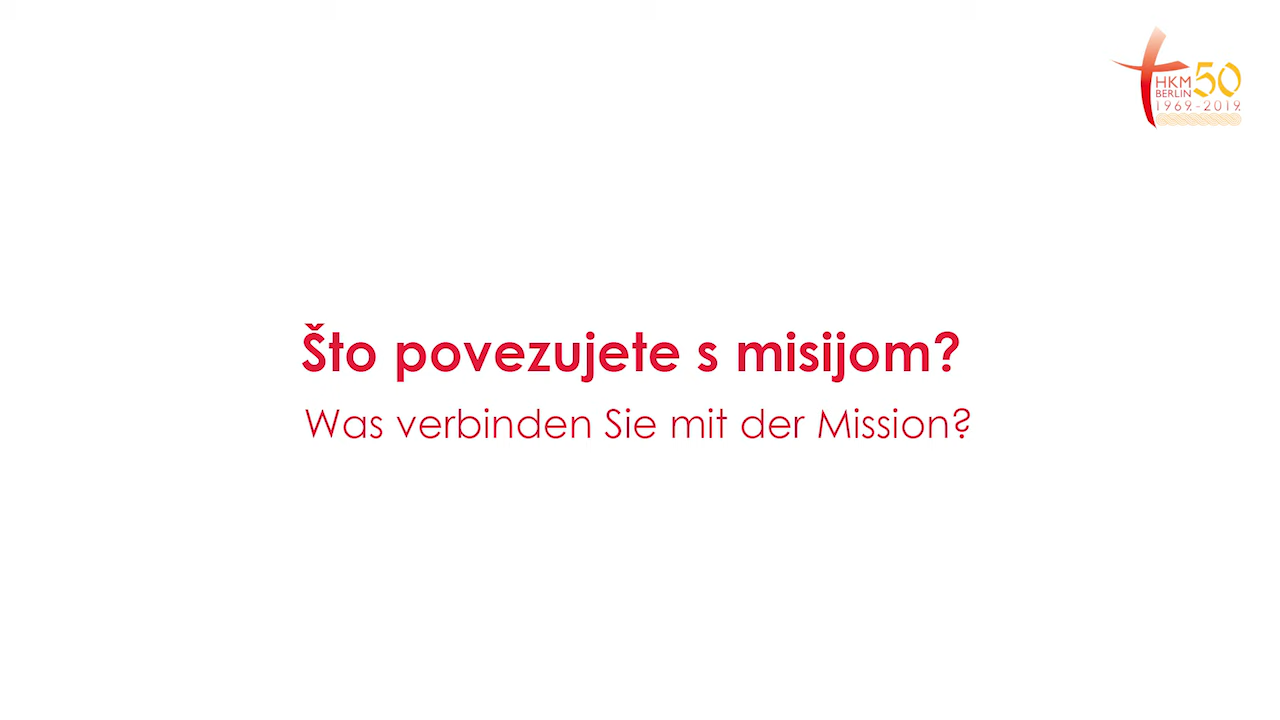 HKM 50
BERLIN
1969.-2019.
Što povezujete s misijom?
Was verbinden Sie mit der Mission?